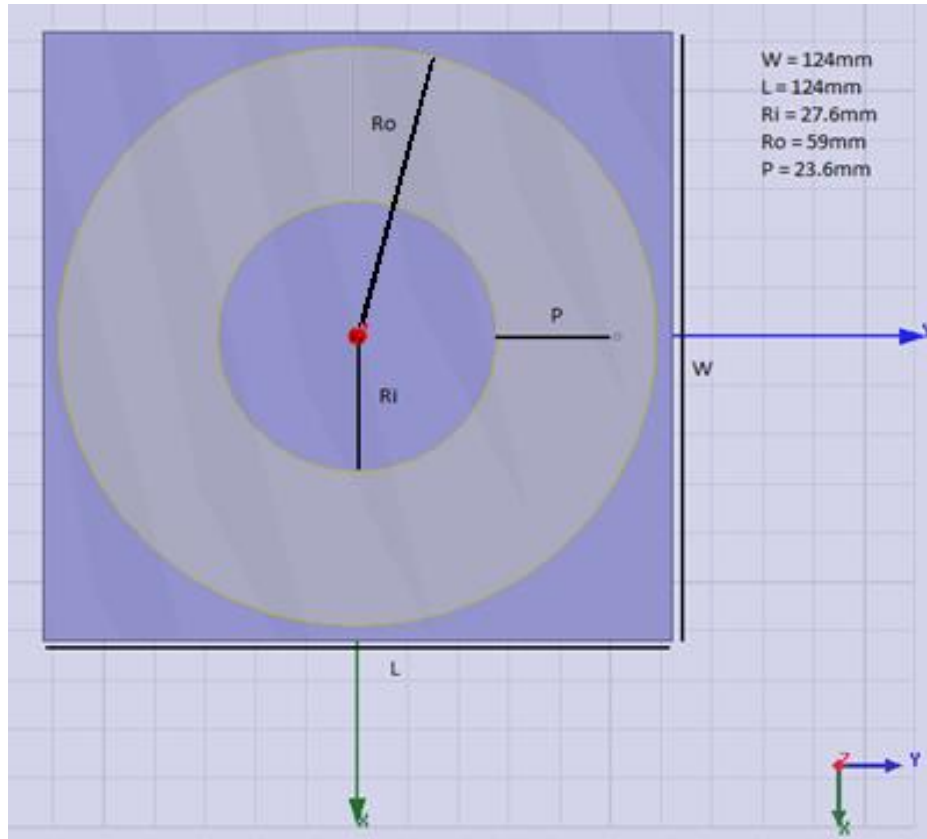 W = 124mm
L = 124mm
Ri = 27.6mm
Ro = 59mm
P = 23.6mm
Ro
P
Y
W
Ri
L
X
Z
Y
X